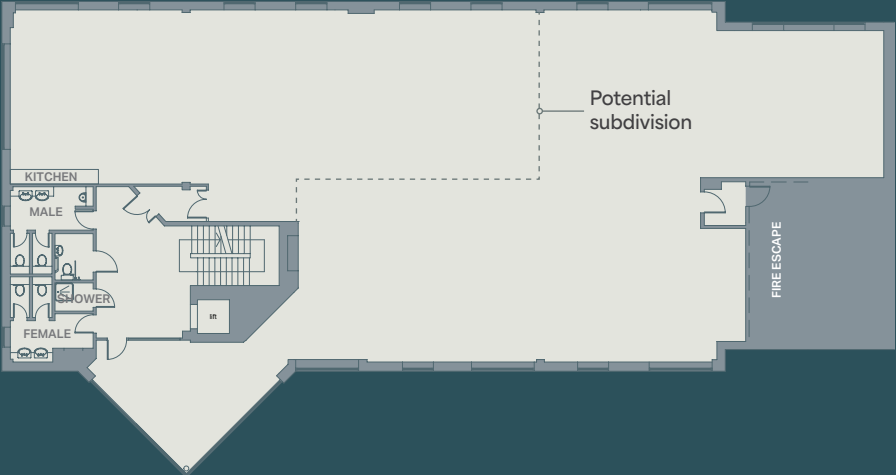 Potential
subdivision
KITCHEN
MALE
FIRE ESCAPE
SHOWER
lift
FEMALE